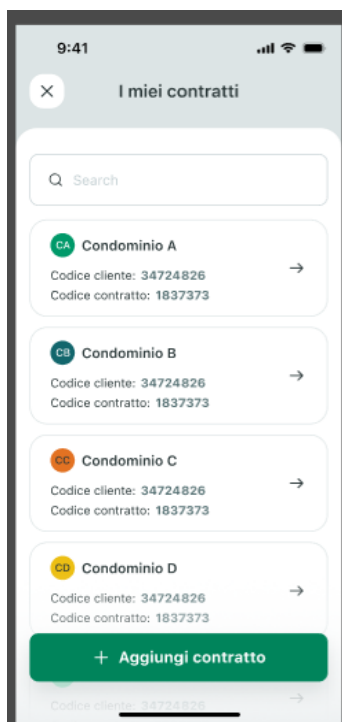 9:41
I miei contratti
Search
CA Condominio A
Codice cliente: 34724826
Codice contratto: 1837373
CB Condominio B
Codice cliente: 34724826
Codice contratto: 1837373
CC Condominio C
Codice cliente: 34724826
Codice contratto: 1837373
CD Condominio D
Codice cliente: 34724826
Codice contratto: 1837373
+ Aggiungi contratto
Codice cliente: 34724826